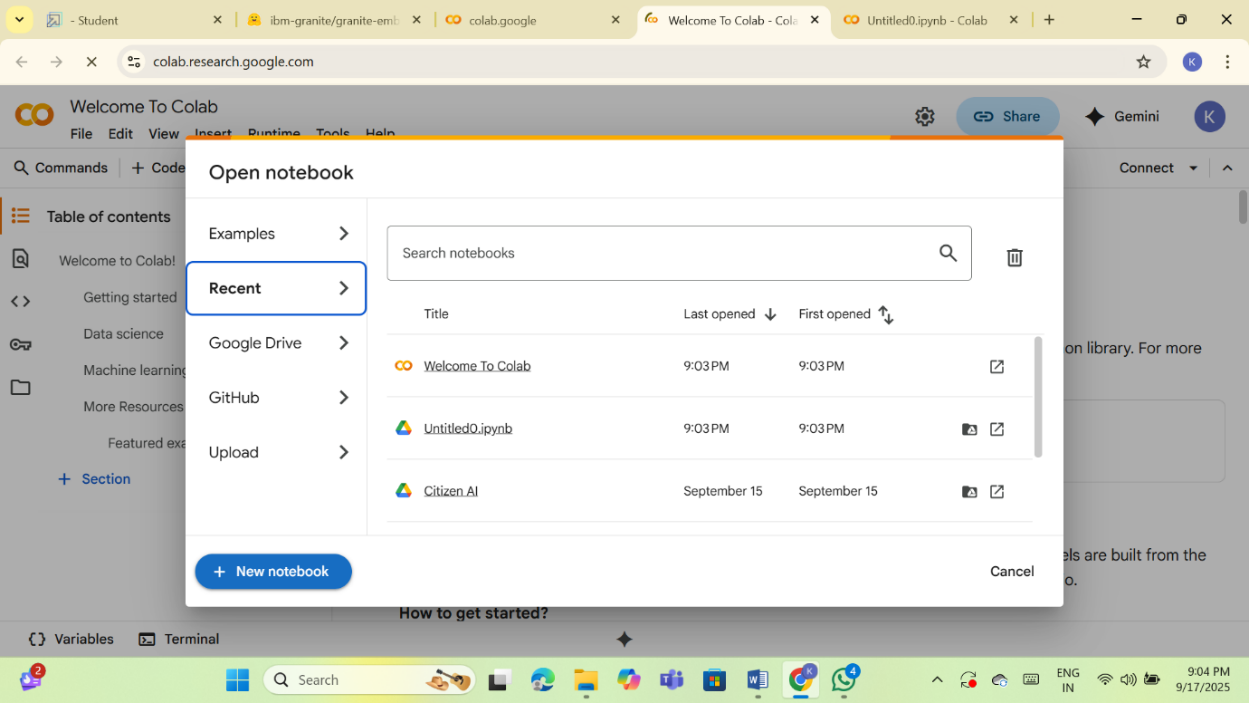 - Student
ibm-granite/granite-emb
colab.google
Welcome To Colab - Cola
Untitled0.ipynb - Colab
colab.research.google.com
K
Welcome To Colab
File Edit View Insert Runtime Tools Help
Share
Gemini
K
Commands
+ Code
Connect
Open notebook
Table of contents
Welcome to Colab!
Getting started
Data science
Machine learning
More Resources
Featured exa
+ Section
Examples
Recent
Google Drive
GitHub
Upload
Search notebooks
Title Last opened First opened
Welcome To Colab 9:03 PM 9:03 PM
Untitled0.ipynb 9:03 PM 9:03 PM
Citizen AI September 15 September 15
on library. For more
els are built from the
o.
+ New notebook
Cancel
How to get started?
Variables
Terminal
2
Search
K
4
ENG
IN
9:04 PM
9/17/2025